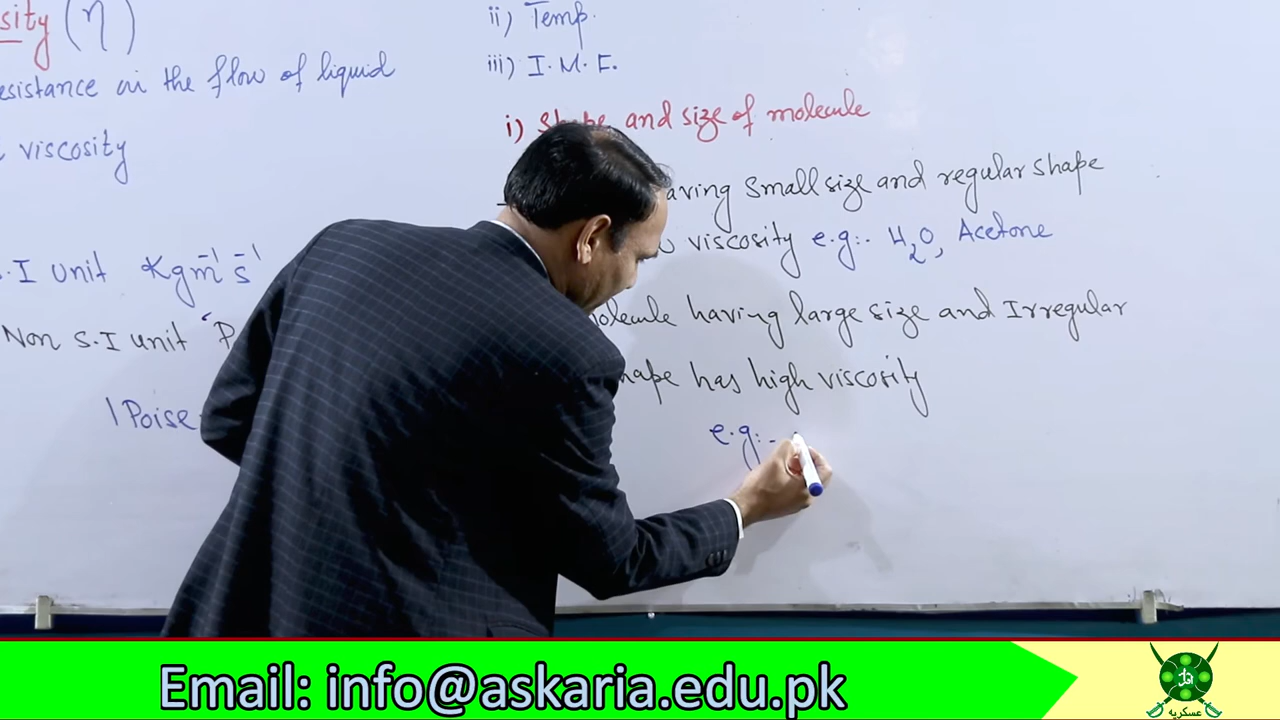 sity (η)
esistance in the flow of liquid
viscosity
.I unit Kgm⁻¹ s⁻¹
Non S.I unit "P
1 Poise
ii) Temp.
iii) I.M.F.
i) Shape and size of molecule
aving small size and regular shape
viscosity e.g:. H₂O, Acetone
olecule having large size and Irregular
hape has high viscosity
e.g:-
Email: info@askaria.edu.pk
عسکریہ